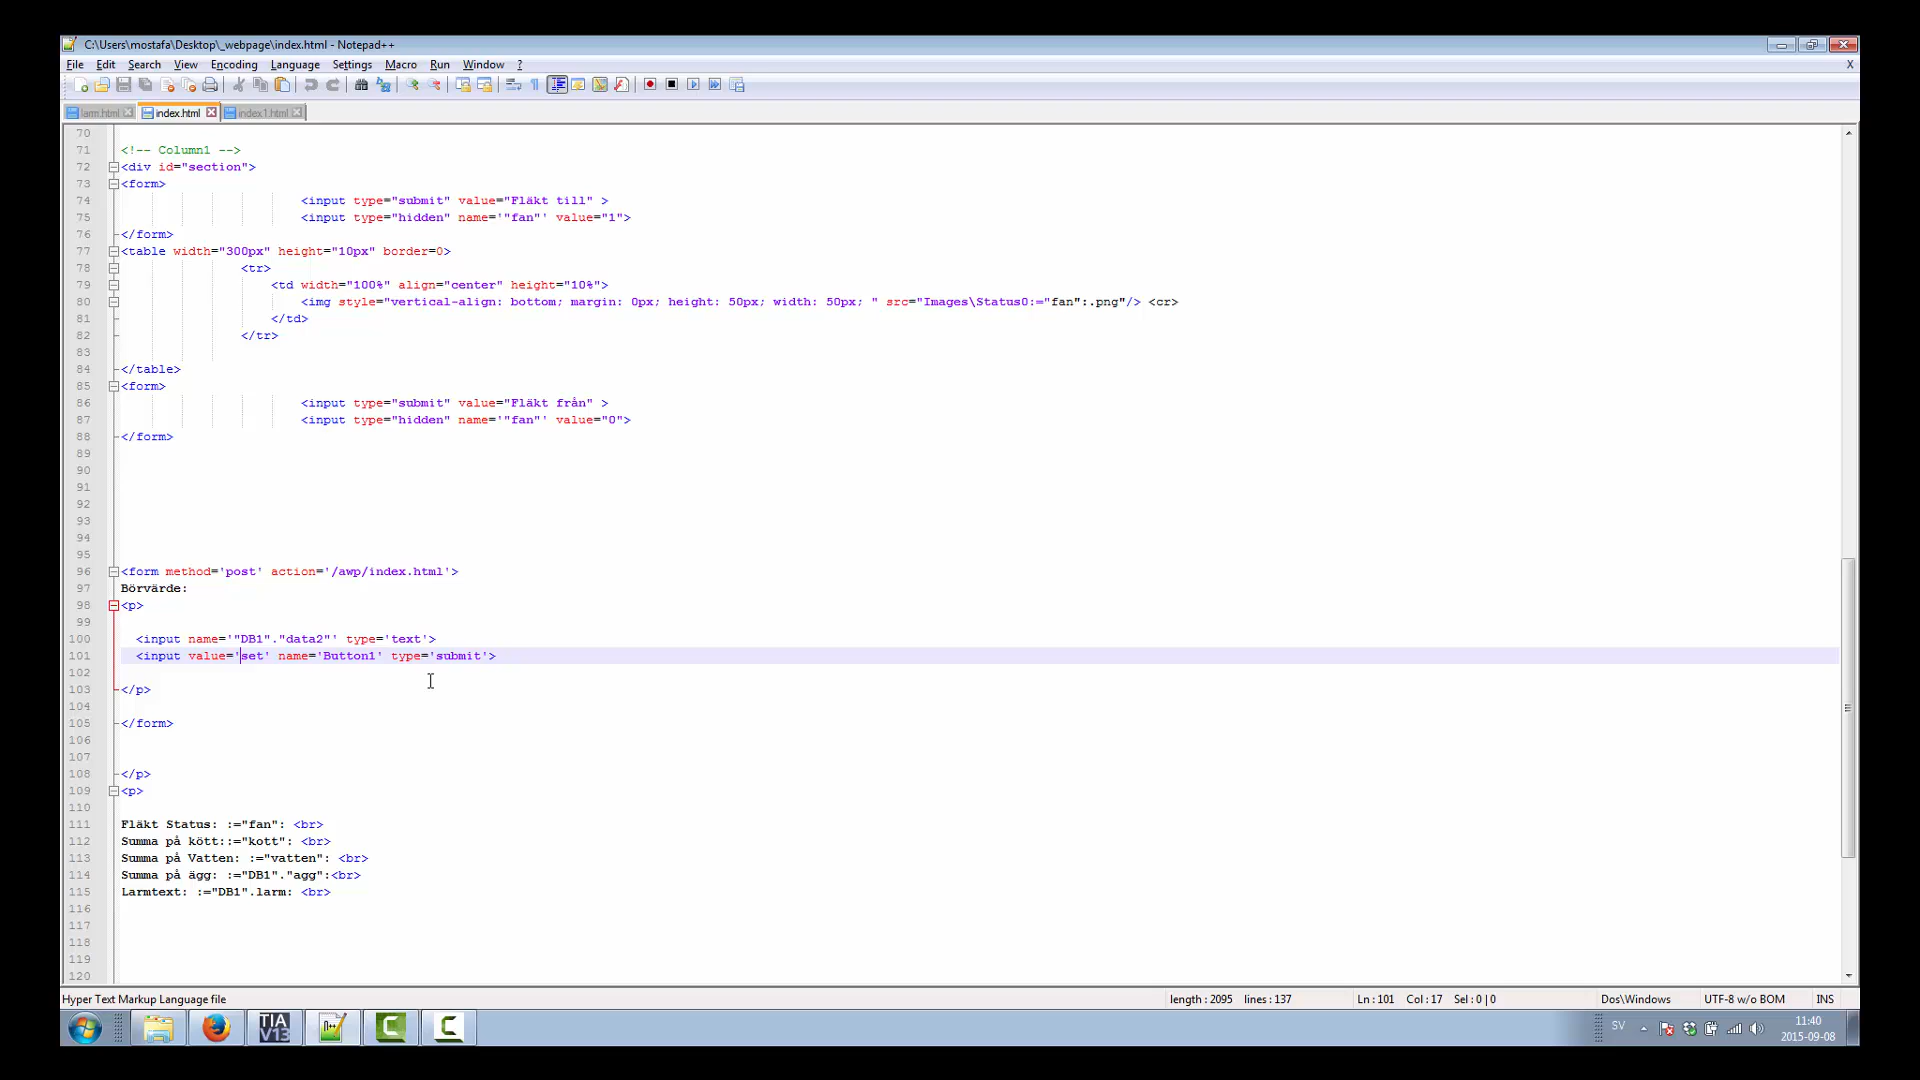 C:\Users\mostafa\Desktop\_webpage\index.html - Notepad++
File Edit Search View Encoding Language Settings Macro Run Window ? X
larm.html index.html index1.html
70
71 <!-- Column1 -->
72 <div id="section">
73 <form>
74 <input type="submit" value="Fläkt till" >
75 <input type="hidden" name='"fan"' value="1">
76 </form>
77 <table width="300px" height="10px" border=0>
78 <tr>
79 <td width="100%" align="center" height="10%">
80 <img style="vertical-align: bottom; margin: 0px; height: 50px; width: 50px; " src="Images\Status0:="fan":.png"/> <cr>
81 </td>
82 </tr>
83
84 </table>
85 <form>
86 <input type="submit" value="Fläkt från" >
87 <input type="hidden" name='"fan"' value="0">
88 </form>
89
90
91
92
93
94
95
96 <form method='post' action='/awp/index.html'>
97 Börvärde:
98 <p>
99
100 <input name='"DB1"."data2"' type='text'>
101 <input value='set' name='Button1' type='submit'>
102
103 </p>
104
105 </form>
106
107
108 </p>
109 <p>
110
111 Fläkt Status: :="fan": <br>
112 Summa på kött::="kott": <br>
113 Summa på Vatten: :="vatten": <br>
114 Summa på ägg: :="DB1"."agg":<br>
115 Larmtext: :="DB1".larm: <br>
116
117
118
119
120
Hyper Text Markup Language file length : 2095 lines : 137 Ln : 101 Col : 17 Sel : 0 | 0 Dos\Windows UTF-8 w/o BOM INS
TIA V13 SV 11:40
2015-09-08